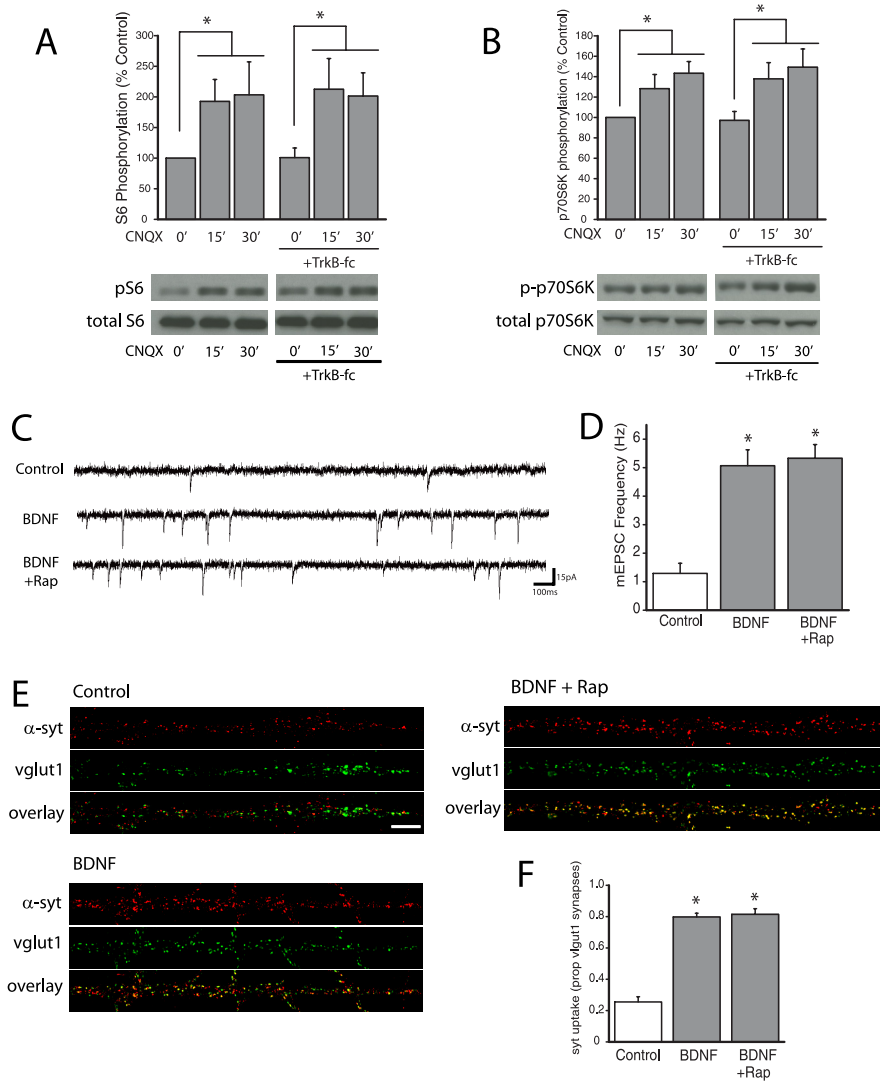 A
S6 Phosphorylation (% Control)
300
250
200
150
100
50
0
*
*
CNQX 0′ 15′ 30′ 0′ 15′ 30′
+TrkB-fc
pS6
total S6
CNQX 0′ 15′ 30′ 0′ 15′ 30′
+TrkB-fc
B
p70S6K phosphorylation (% Control)
180
160
140
120
100
80
60
40
20
0
*
*
CNQX 0′ 15′ 30′ 0′ 15′ 30′
+TrkB-fc
p-p70S6K
total p70S6K
CNQX 0′ 15′ 30′ 0′ 15′ 30′
+TrkB-fc
C
Control
BDNF
BDNF
+Rap
15pA
100ms
D
mEPSC Frequency (Hz)
6
5
4
3
2
1
0
*
*
Control
BDNF
BDNF
+Rap
E
Control
α-syt
vglut1
overlay
BDNF + Rap
α-syt
vglut1
overlay
BDNF
α-syt
vglut1
overlay
F
syt uptake (prop vlgut1 synapses)
1.0
0.8
0.6
0.4
0.2
0
*
*
Control
BDNF
BDNF
+Rap